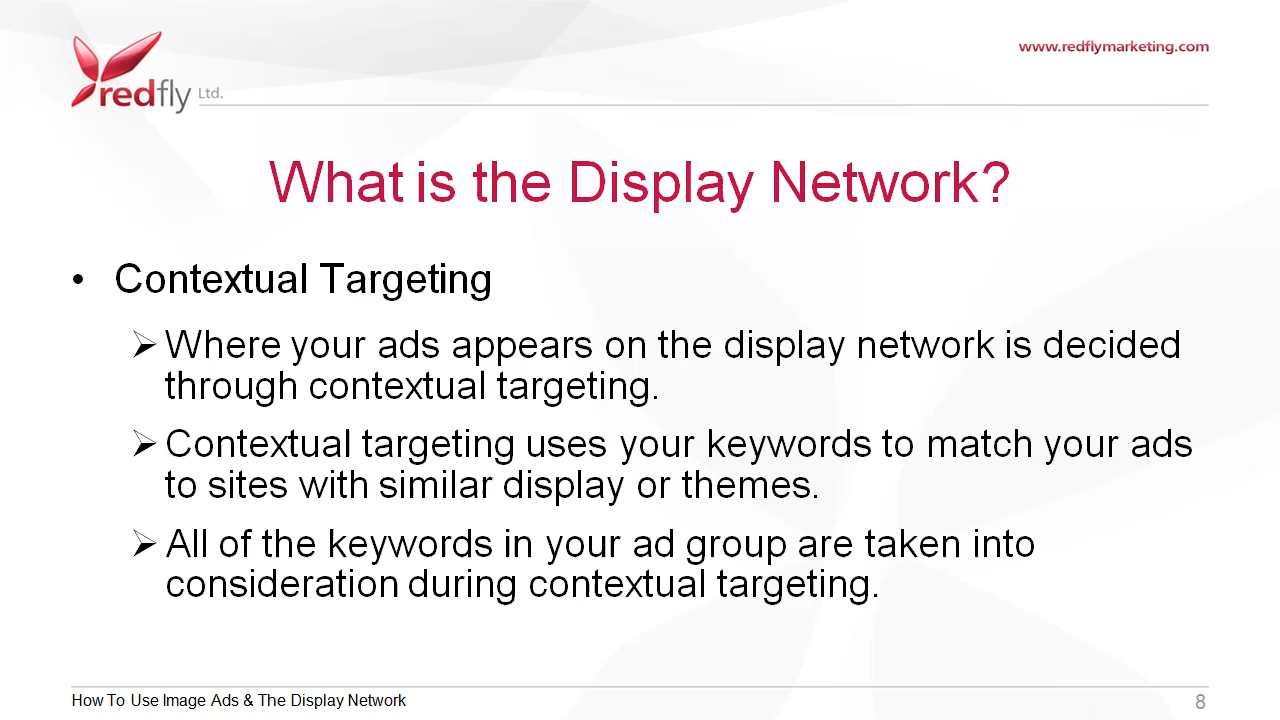 www.redflymarketing.com
redfly Ltd.
What is the Display Network?
• Contextual Targeting
➢ Where your ads appears on the display network is decided
through contextual targeting.
➢ Contextual targeting uses your keywords to match your ads
to sites with similar display or themes.
➢ All of the keywords in your ad group are taken into
consideration during contextual targeting.
How To Use Image Ads & The Display Network
8